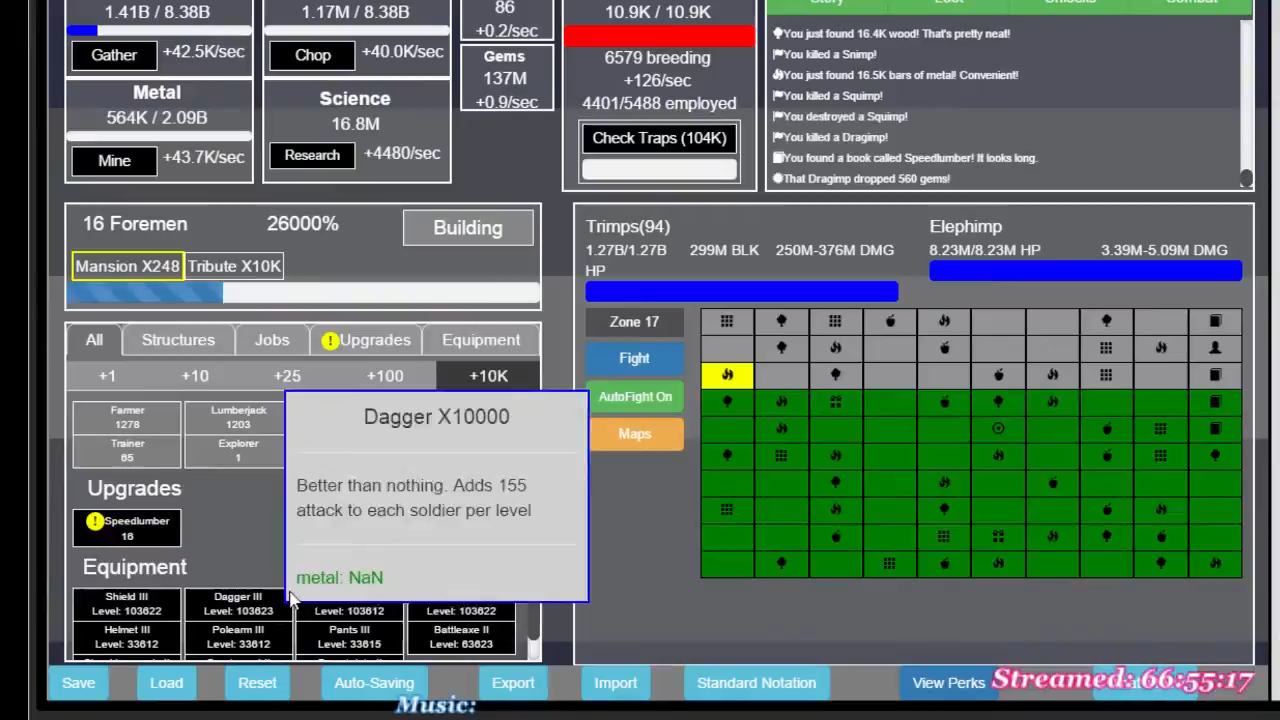 1.41B / 8.38B
Gather
+42.5K/sec
1.17M / 8.38B
Chop
+40.0K/sec
86
+0.2/sec
Gems
137M
+0.9/sec
Metal
564K / 2.09B
Mine
+43.7K/sec
Science
16.8M
Research
+4480/sec
10.9K / 10.9K
6579 breeding
+126/sec
4401/5488 employed
Check Traps (104K)
You just found 16.4K wood! That's pretty neat!
You killed a Snimp!
You just found 16.5K bars of metal! Convenient!
You killed a Squimp!
You destroyed a Squimp!
You killed a Dragimp!
You found a book called Speedlumber! It looks long.
That Dragimp dropped 560 gems!
16 Foremen
26000%
Building
Mansion X248
Tribute X10K
Trimps(94)
1.27B/1.27B HP
299M BLK
250M-376M DMG
Elephimp
8.23M/8.23M HP
3.39M-5.09M DMG
Zone 17
Fight
AutoFight On
Maps
All
Structures
Jobs
Upgrades
Equipment
+1
+10
+25
+100
+10K
Farmer
1278
Lumberjack
1203
Trainer
65
Explorer
1
Upgrades
Speedlumber
16
Equipment
Dagger X10000
Better than nothing. Adds 155
attack to each soldier per level
metal: NaN
Shield III
Level: 103622
Dagger III
Level: 103623
Level: 103612
Level: 103622
Helmet III
Level: 33612
Polearm III
Level: 33612
Pants III
Level: 33615
Battleaxe II
Level: 63623
Save
Load
Reset
Auto-Saving
Export
Import
Standard Notation
View Perks
Streamed: 66:55:17
Music: